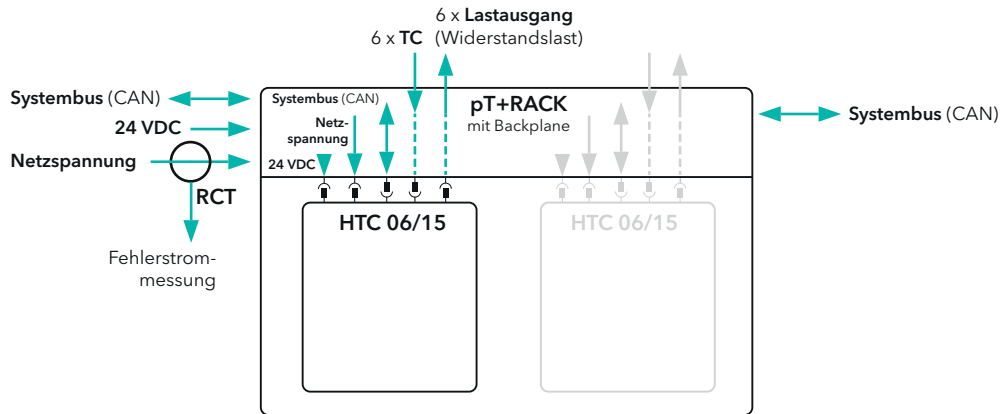 6 x Lastausgang
6 x TC (Widerstandslast)
Systembus (CAN)
24 VDC
Netzspannung
RCT
Fehlerstrom-
messung
Systembus (CAN)
Netz-
spannung
24 VDC
pT+RACK
mit Backplane
Systembus (CAN)
HTC 06/15
HTC 06/15